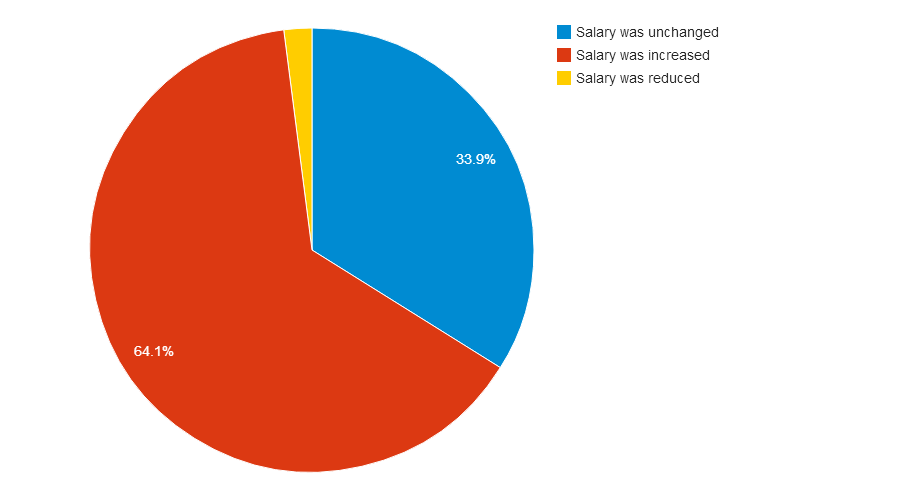 Salary was unchanged
Salary was increased
Salary was reduced
33.9%
64.1%